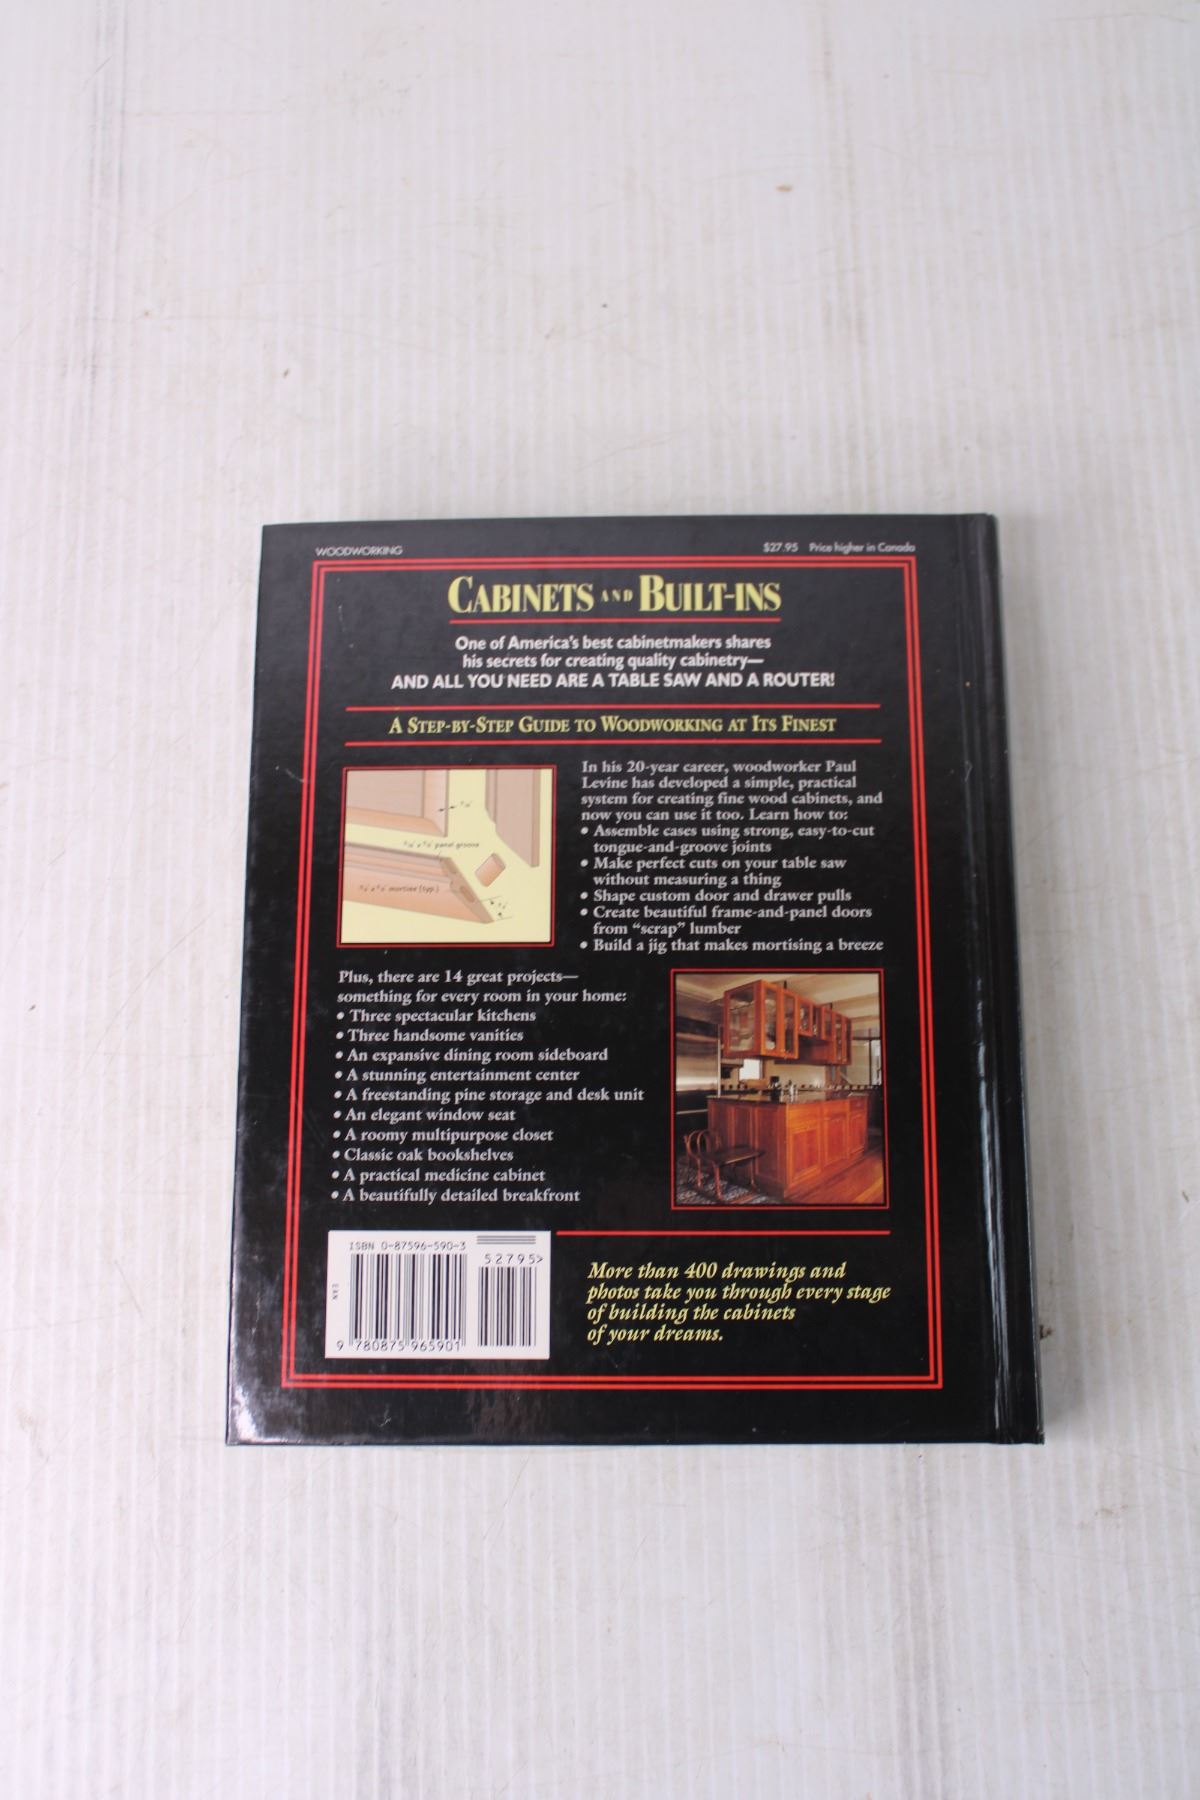 WOODWORKING
$27.95 Price higher in Canada
CABINETS AND BUILT-INS
One of America's best cabinetmakers shares
his secrets for creating quality cabinetry—
AND ALL YOU NEED ARE A TABLE SAW AND A ROUTER!
A STEP-BY-STEP GUIDE TO WOODWORKING AT ITS FINEST
panel groove
mortise (typ.)
In his 20-year career, woodworker Paul
Levine has developed a simple, practical
system for creating fine wood cabinets, and
now you can use it too. Learn how to:
• Assemble cases using strong, easy-to-cut
tongue-and-groove joints
• Make perfect cuts on your table saw
without measuring a thing
• Shape custom door and drawer pulls
• Create beautiful frame-and-panel doors
from “scrap” lumber
• Build a jig that makes mortising a breeze
Plus, there are 14 great projects—
something for every room in your home:
• Three spectacular kitchens
• Three handsome vanities
• An expansive dining room sideboard
• A stunning entertainment center
• A freestanding pine storage and desk unit
• An elegant window seat
• A roomy multipurpose closet
• Classic oak bookshelves
• A practical medicine cabinet
• A beautifully detailed breakfront
ISBN 0-87596-590-3
52795>
EAN
9 780875 965901
More than 400 drawings and
photos take you through every stage
of building the cabinets
of your dreams.